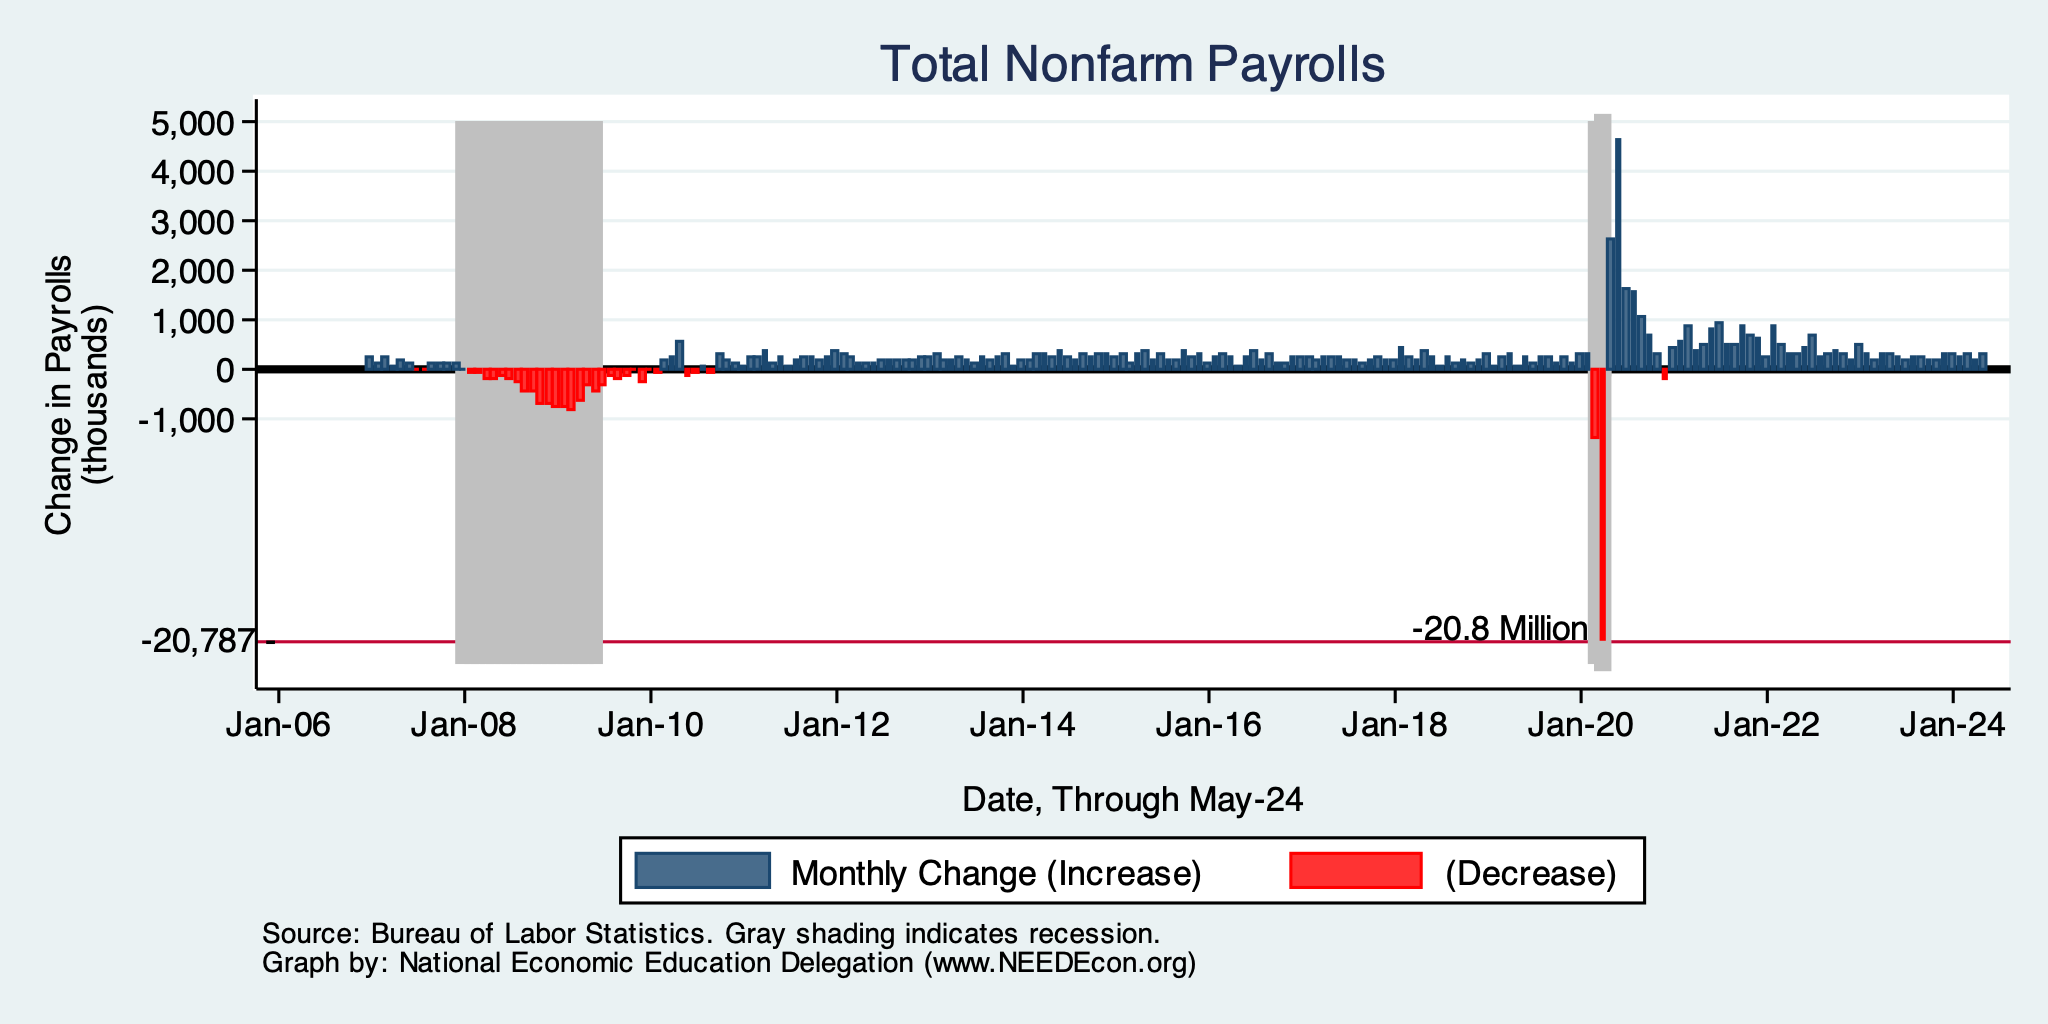 Total Nonfarm Payrolls
Change in Payrolls
(thousands)
5,000
4,000
3,000
2,000
1,000
0
-1,000
-20,787
-20.8 Million
Jan-06
Jan-08
Jan-10
Jan-12
Jan-14
Jan-16
Jan-18
Jan-20
Jan-22
Jan-24
Date, Through May-24
Monthly Change (Increase)
(Decrease)
Source: Bureau of Labor Statistics. Gray shading indicates recession.
Graph by: National Economic Education Delegation (www.NEEDEcon.org)